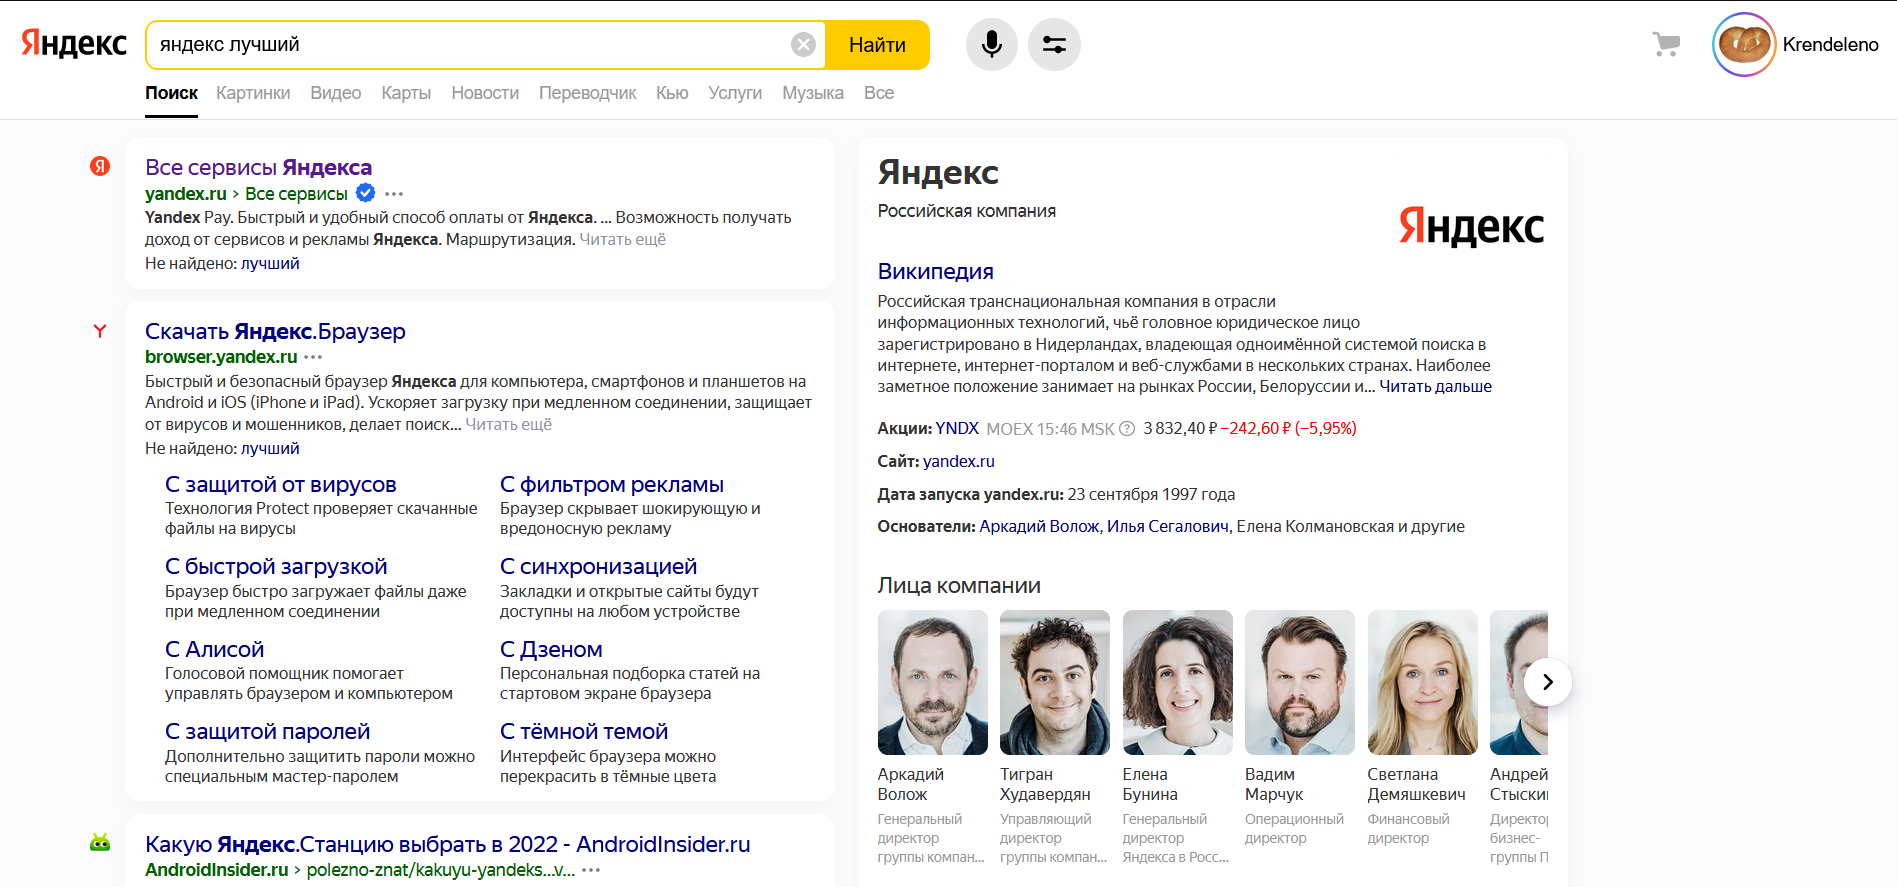 Яндекс
яндекс лучший
Найти
Krendeleno
Поиск Картинки Видео Карты Новости Переводчик Кью Услуги Музыка Все
Все сервисы Яндекса
yandex.ru › Все сервисы
Yandex Pay. Быстрый и удобный способ оплаты от Яндекса. ... Возможность получать
доход от сервисов и рекламы Яндекса. Маршрутизация. Читать ещё
Не найдено: лучший
Скачать Яндекс.Браузер
browser.yandex.ru
Быстрый и безопасный браузер Яндекса для компьютера, смартфонов и планшетов на
Android и iOS (iPhone и iPad). Ускоряет загрузку при медленном соединении, защищает
от вирусов и мошенников, делает поиск... Читать ещё
Не найдено: лучший
С защитой от вирусов
Технология Protect проверяет скачанные
файлы на вирусы
С фильтром рекламы
Браузер скрывает шокирующую и
вредоносную рекламу
С быстрой загрузкой
Браузер быстро загружает файлы даже
при медленном соединении
С синхронизацией
Закладки и открытые сайты будут
доступны на любом устройстве
С Алисой
Голосовой помощник помогает
управлять браузером и компьютером
С Дзеном
Персональная подборка статей на
стартовом экране браузера
С защитой паролей
Дополнительно защитить пароли можно
специальным мастер-паролем
С тёмной темой
Интерфейс браузера можно
перекрасить в тёмные цвета
Какую Яндекс.Станцию выбрать в 2022 - AndroidInsider.ru
AndroidInsider.ru › polezno-znat/kakuyu-yandeks...v...
Яндекс
Российская компания
Яндекс
Википедия
Российская транснациональная компания в отрасли
информационных технологий, чьё головное юридическое лицо
зарегистрировано в Нидерландах, владеющая одноимённой системой поиска в
интернете, интернет-порталом и веб-службами в нескольких странах. Наиболее
заметное положение занимает на рынках России, Белоруссии и... Читать дальше
Акции: YNDX MOEX 15:46 MSK ? 3 832,40 ₽ −242,60 ₽ (−5,95%)
Сайт: yandex.ru
Дата запуска yandex.ru: 23 сентября 1997 года
Основатели: Аркадий Волож, Илья Сегалович, Елена Колмановская и другие
Лица компании
Аркадий
Волож
Генеральный
директор
группы компан...
Тигран
Худавердян
Управляющий
директор
группы компан...
Елена
Бунина
Генеральный
директор
Яндекса в Росс...
Вадим
Марчук
Операционный
директор
Светлана
Демяшкевич
Финансовый
директор
Андрей
Стыски
Директо
бизнес-
группы П